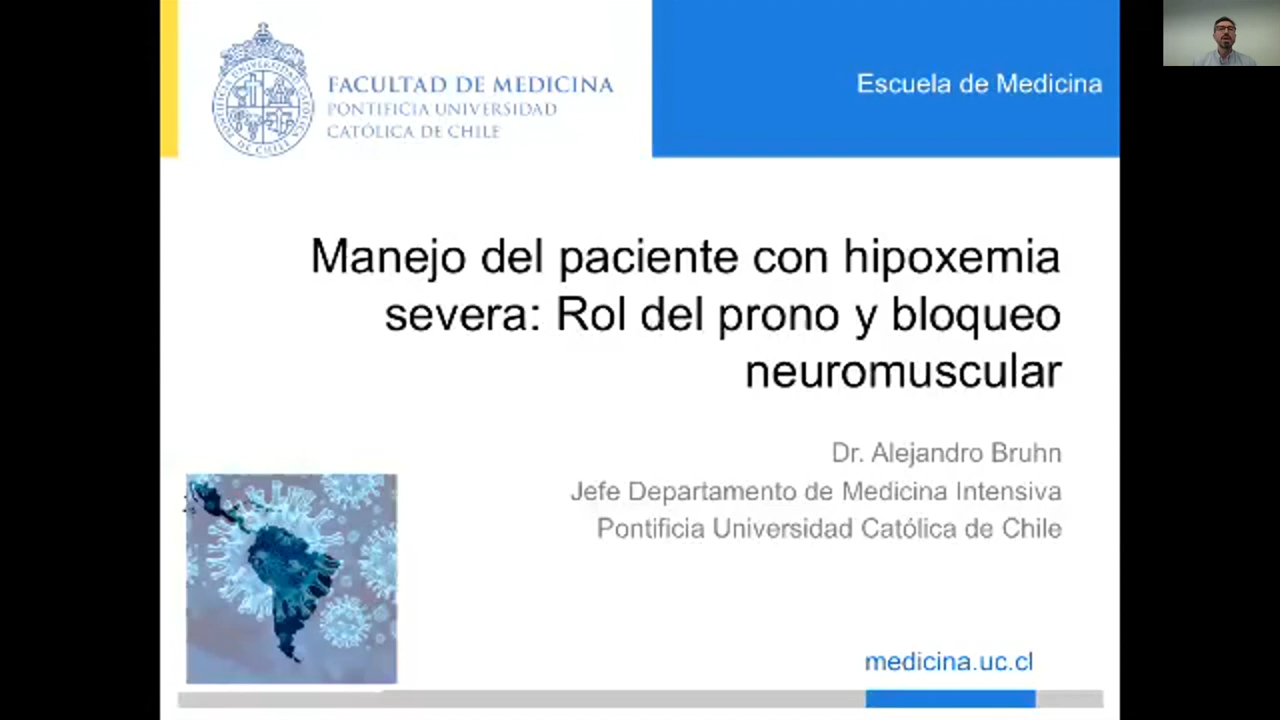 FACULTAD DE MEDICINA
PONTIFICIA UNIVERSIDAD
CATÓLICA DE CHILE
Escuela de Medicina
Manejo del paciente con hipoxemia
severa: Rol del prono y bloqueo
neuromuscular
Dr. Alejandro Bruhn
Jefe Departamento de Medicina Intensiva
Pontificia Universidad Católica de Chile
medicina.uc.cl